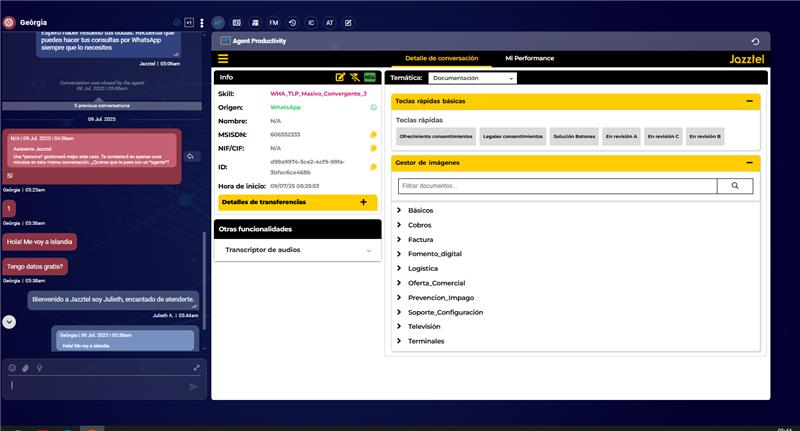 Geòrgia
+1
AP
FM
IC
AT
Espero haber resuelto tus dudas. Recuerda que
puedes hacer tus consultas por WhatsApp
siempre que lo necesites
Jazztel | 03:06am
Conversation was closed by the agent
09 Jul. 2025 | 03:06am
5 previous conversations
09 Jul. 2025
N/A | 09 Jul. 2025 | 04:06am
Asistente Jazztel
Una *persona* gestionará mejor este caso. Te contestará en apenas unos
minutos en esta misma conversación. ¿Quieres que te pase con un *agente*?
Sí
Geòrgia | 05:25am
1
Geòrgia | 05:36am
Hola! Me voy a islandia
Tengo datos gratis?
Geòrgia | 05:38am
Bienvenido a Jazztel soy Julieth, encantado de atenderte.
Julieth A. | 05:44am
Geòrgia | 09 Jul. 2025 | 05:38am
Hola! Me voy a islandia
Agent Productivity
Detalle de conversación
Mi Performance
Jazztel
Info
NEW
Skill:
WHA_TLP_Masivo_Convergente_3
Origen:
WhatsApp
Nombre:
N/A
MSISDN:
606552333
NIF/CIF:
N/A
ID:
d99a9974-5ce2-4cf9-98fa-
3bfac6ca468b
Hora de inicio:
09/07/25 05:25:53
Detalles de transferencias
Otras funcionalidades
Transcriptor de audios
Temática:
Documentación
Teclas rápidas básicas
Teclas rápidas
Ofrecimiento consentimientos
Legales consentimientos
Solución Botones
En revisión A
En revisión C
En revisión B
Gestor de imágenes
Filtrar documentos...
Básicos
Cobros
Factura
Fomento_digital
Logística
Oferta_Comercial
Prevencion_Impago
Soporte_Configuración
Televisión
Terminales